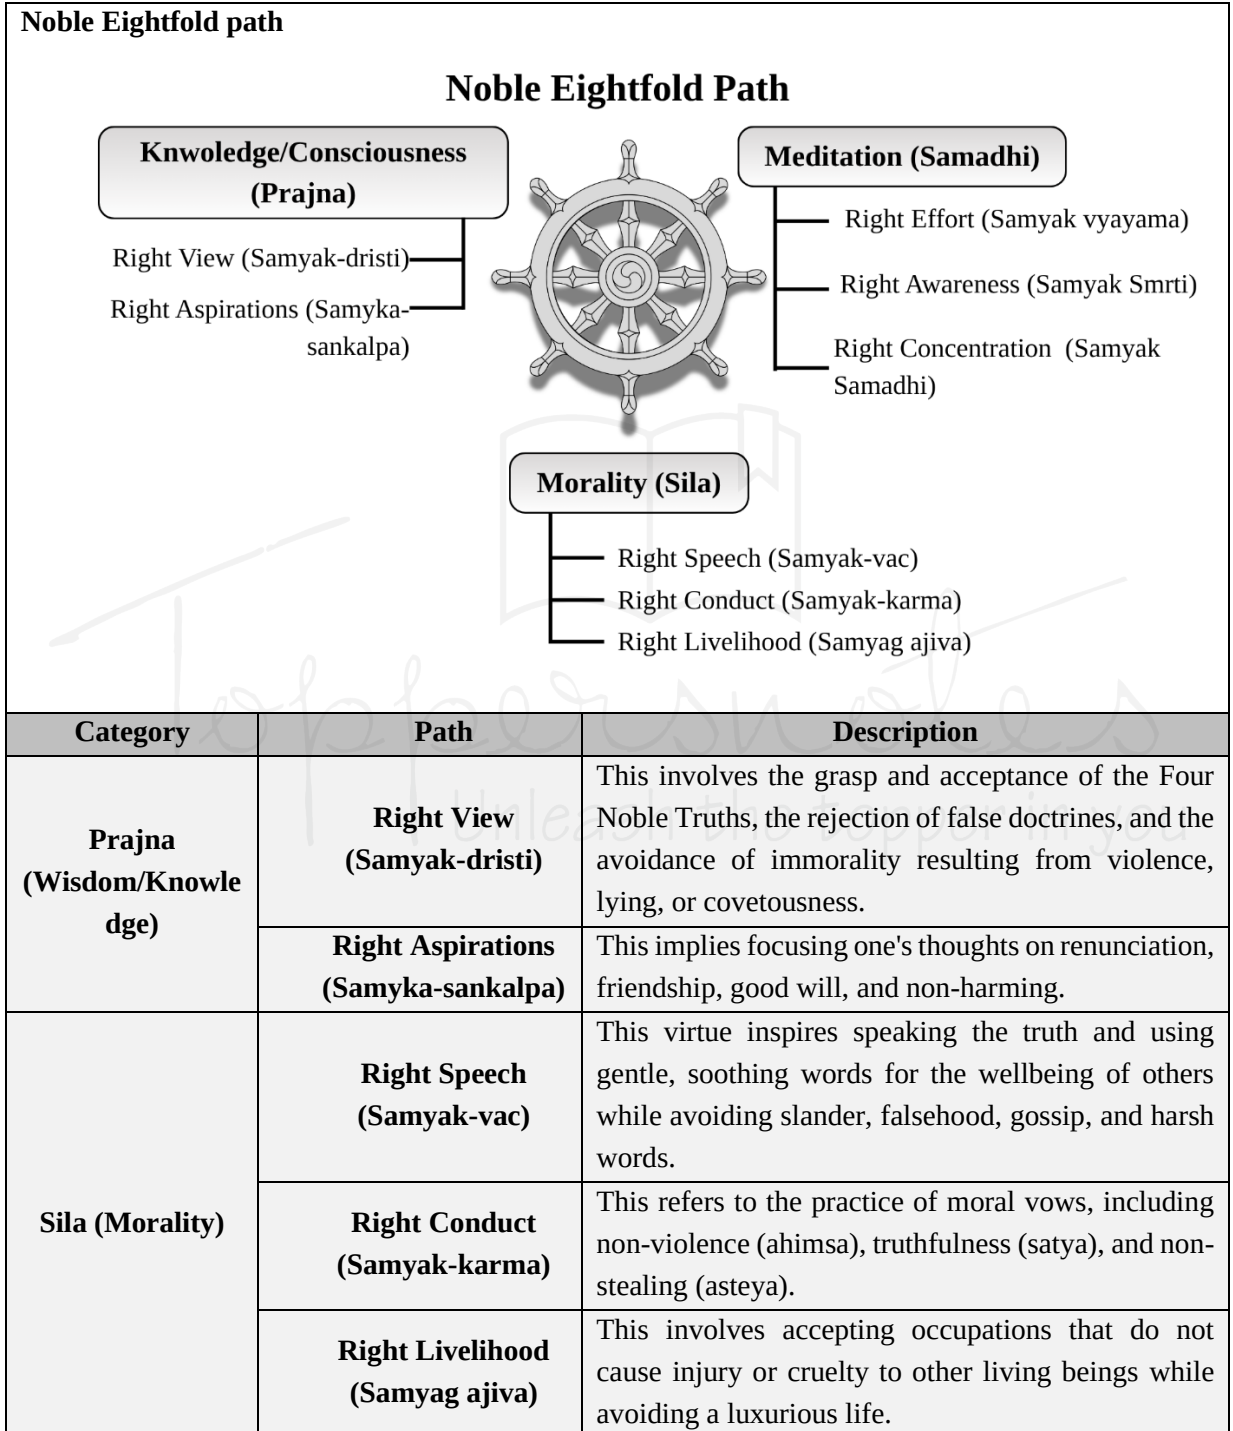 Noble Eightfold path
Noble Eightfold Path
Knwoledge/Consciousness
(Prajna)
Right View (Samyak-dristi)
Right Aspirations (Samyka-
sankalpa)
Meditation (Samadhi)
Right Effort (Samyak vyayama)
Right Awareness (Samyak Smrti)
Right Concentration (Samyak
Samadhi)
Morality (Sila)
Right Speech (Samyak-vac)
Right Conduct (Samyak-karma)
Right Livelihood (Samyag ajiva)
Toppersnotes
Unleash the topper in you
Category Path Description
Prajna
(Wisdom/Knowle
dge)
Right View
(Samyak-dristi)
This involves the grasp and acceptance of the Four
Noble Truths, the rejection of false doctrines, and the
avoidance of immorality resulting from violence,
lying, or covetousness.
Right Aspirations
(Samyka-sankalpa)
This implies focusing one's thoughts on renunciation,
friendship, good will, and non-harming.
Sila (Morality)
Right Speech
(Samyak-vac)
This virtue inspires speaking the truth and using
gentle, soothing words for the wellbeing of others
while avoiding slander, falsehood, gossip, and harsh
words.
Right Conduct
(Samyak-karma)
This refers to the practice of moral vows, including
non-violence (ahimsa), truthfulness (satya), and non-
stealing (asteya).
Right Livelihood
(Samyag ajiva)
This involves accepting occupations that do not
cause injury or cruelty to other living beings while
avoiding a luxurious life.